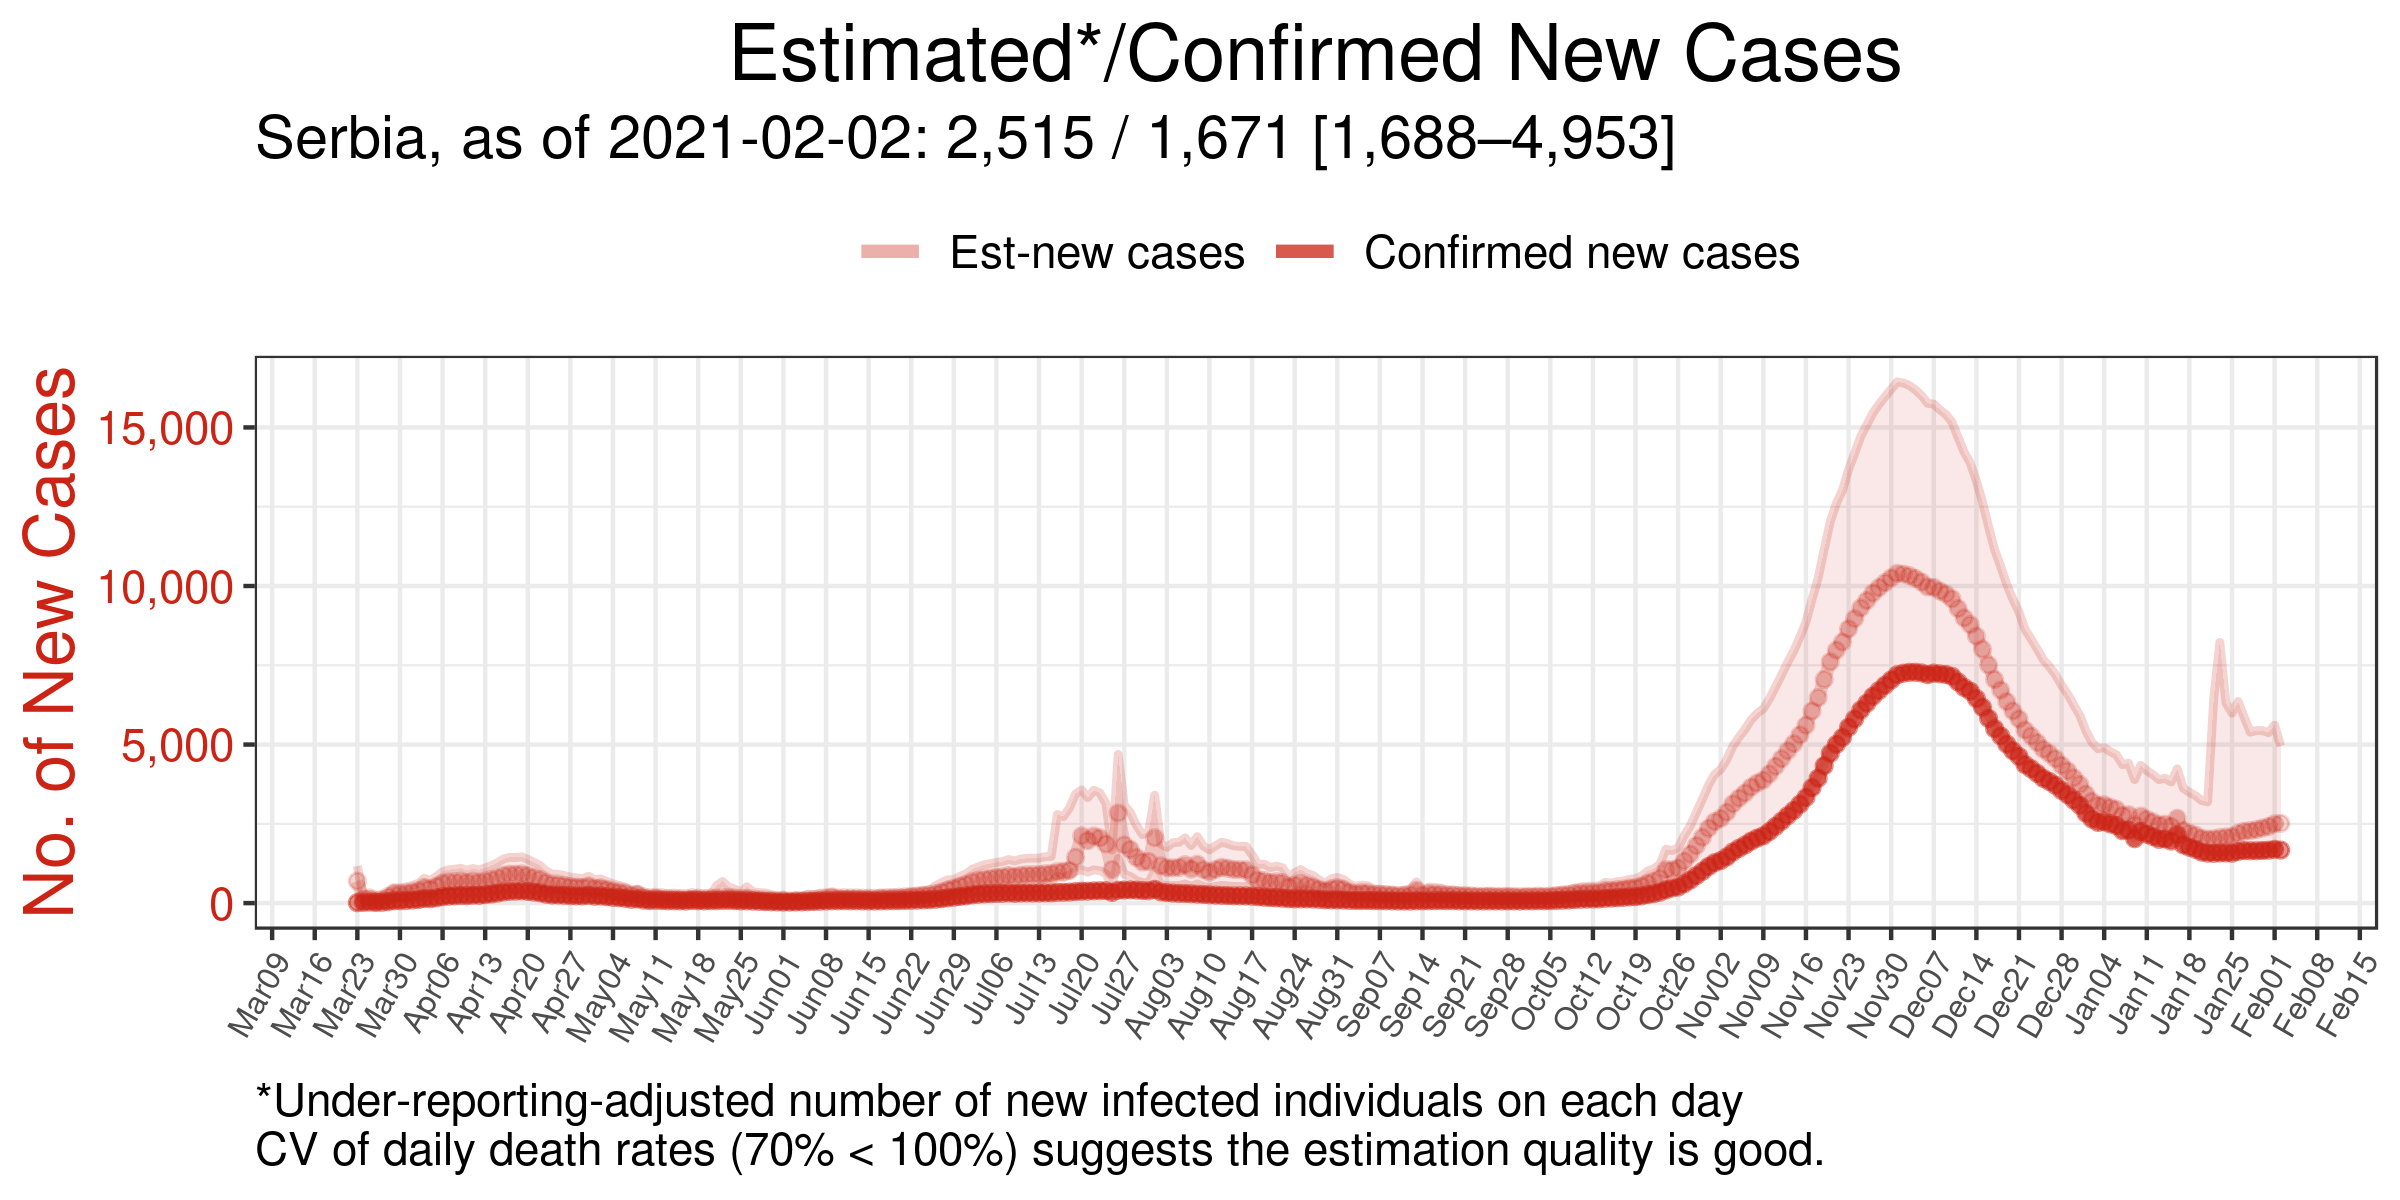 Estimated*/Confirmed New Cases
Serbia, as of 2021-02-02: 2,515 / 1,671 [1,688–4,953]
Est-new cases Confirmed new cases
No. of New Cases
15,000
10,000
5,000
0
Mar09 Mar16 Mar23 Mar30 Apr06 Apr13 Apr20 Apr27 May04 May11 May18 May25 Jun01 Jun08 Jun15 Jun22 Jun29 Jul06 Jul13 Jul20 Jul27 Aug03 Aug10 Aug17 Aug24 Aug31 Sep07 Sep14 Sep21 Sep28 Oct05 Oct12 Oct19 Oct26 Nov02 Nov09 Nov16 Nov23 Nov30 Dec07 Dec14 Dec21 Dec28 Jan04 Jan11 Jan18 Jan25 Feb01 Feb08 Feb15
*Under-reporting-adjusted number of new infected individuals on each day
CV of daily death rates (70% < 100%) suggests the estimation quality is good.